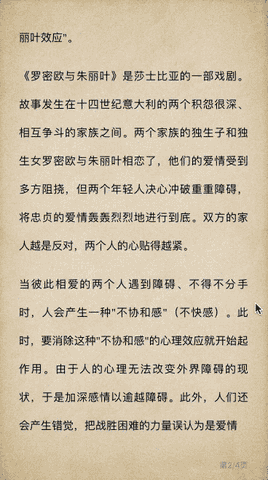 丽叶效应"。
《罗密欧与朱丽叶》是莎士比亚的一部戏剧。
故事发生在十四世纪意大利的两个积怨很深、
相互争斗的家族之间。两个家族的独生子和独
生女罗密欧与朱丽叶相恋了，他们的爱情受到
多方阻挠，但两个年轻人决心冲破重重障碍，
将忠贞的爱情轰轰烈烈地进行到底。双方的家
人越是反对，两个人的心贴得越紧。
当彼此相爱的两个人遇到障碍、不得不分手
时，人会产生一种"不协和感"（不快感）。此
时，要消除这种"不协和感"的心理效应就开始起
作用。由于人的心理无法改变外界障碍的现
状，于是加深感情以逾越障碍。此外，人们还
会产生错觉，把战胜困难的力量误认为是爱情
第2/4页